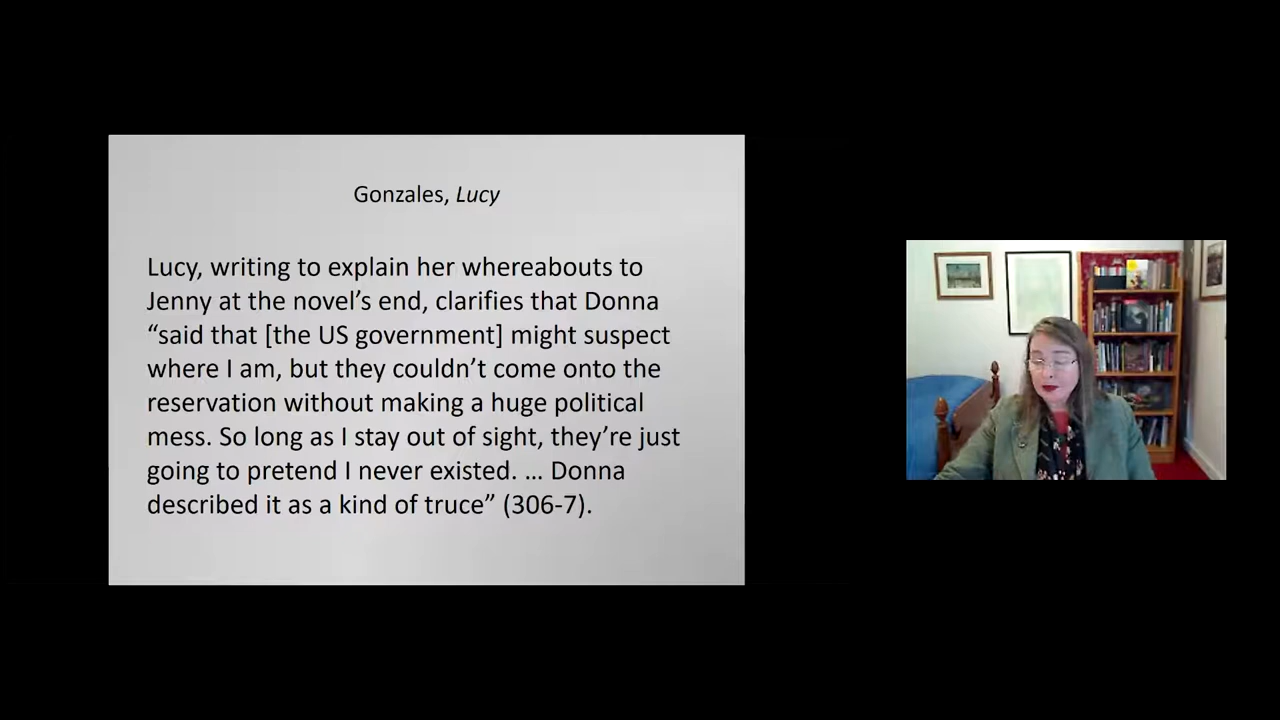 Gonzales, Lucy
Lucy, writing to explain her whereabouts to
Jenny at the novel’s end, clarifies that Donna
“said that [the US government] might suspect
where I am, but they couldn’t come onto the
reservation without making a huge political
mess. So long as I stay out of sight, they’re just
going to pretend I never existed. … Donna
described it as a kind of truce” (306-7).